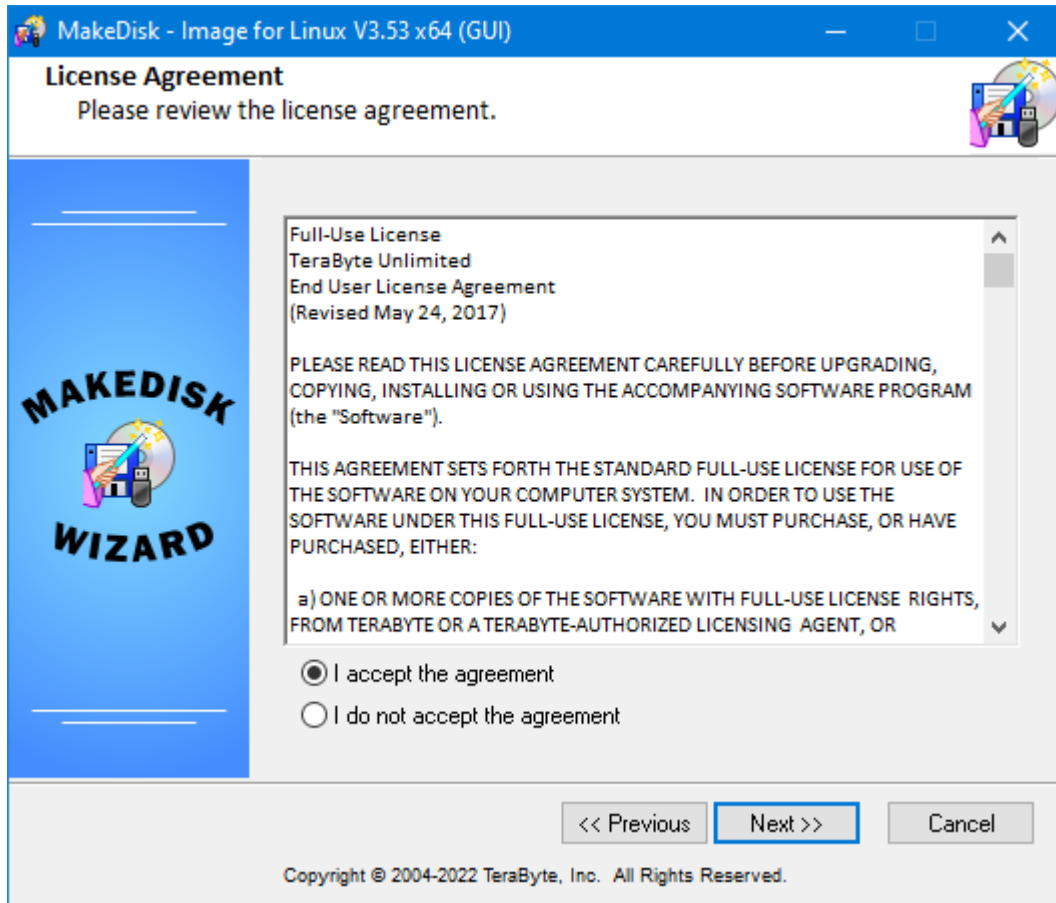 MakeDisk - Image for Linux V3.53 x64 (GUI)
License Agreement
Please review the license agreement.
MAKEDISK
WIZARD
Full-Use License
TeraByte Unlimited
End User License Agreement
(Revised May 24, 2017)
PLEASE READ THIS LICENSE AGREEMENT CAREFULLY BEFORE UPGRADING,
COPYING, INSTALLING OR USING THE ACCOMPANYING SOFTWARE PROGRAM
(the "Software").
THIS AGREEMENT SETS FORTH THE STANDARD FULL-USE LICENSE FOR USE OF
THE SOFTWARE ON YOUR COMPUTER SYSTEM.  IN ORDER TO USE THE
SOFTWARE UNDER THIS FULL-USE LICENSE, YOU MUST PURCHASE, OR HAVE
PURCHASED, EITHER:
a) ONE OR MORE COPIES OF THE SOFTWARE WITH FULL-USE LICENSE  RIGHTS,
FROM TERABYTE OR A TERABYTE-AUTHORIZED LICENSING  AGENT, OR
I accept the agreement
I do not accept the agreement
<< Previous
Next >>
Cancel
Copyright © 2004-2022 TeraByte, Inc.  All Rights Reserved.